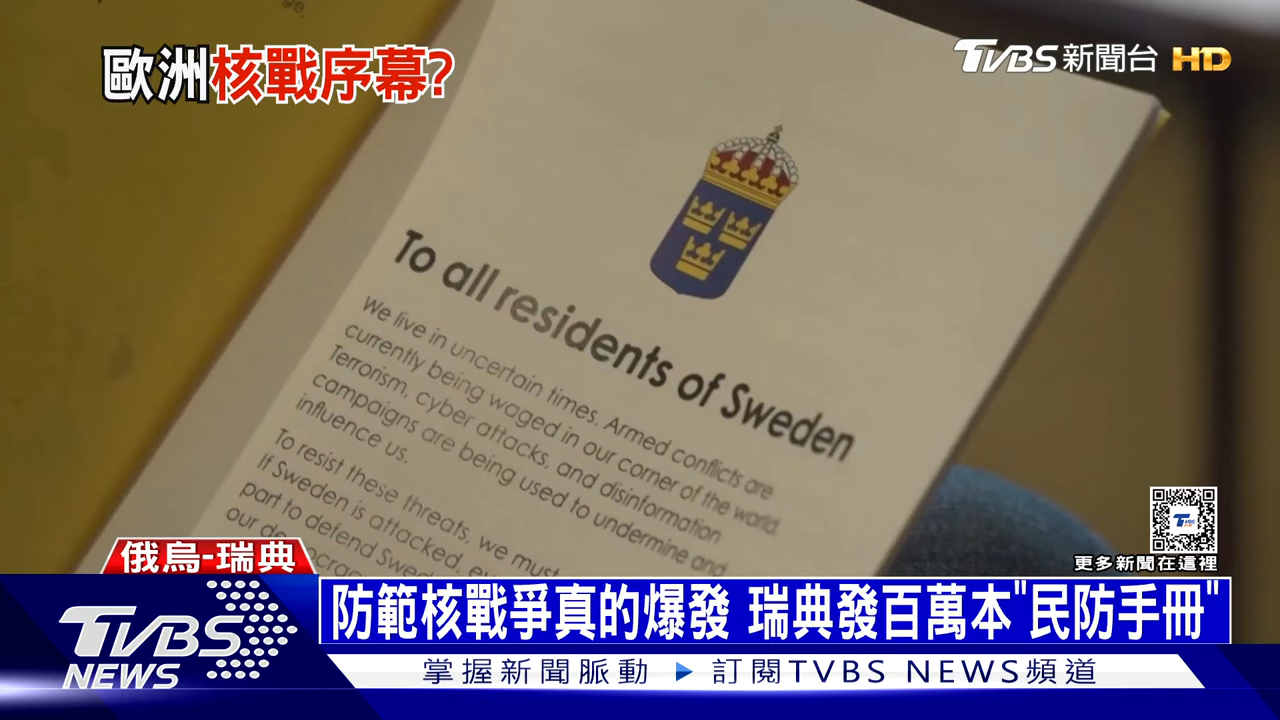 歐洲核戰序幕?
TVBS新聞台 HD
To all residents of Sweden
We live in uncertain times. Armed conflicts are
currently being waged in our corner of the world.
Terrorism, cyber attacks, and disinformation
campaigns are being used to undermine and
influence us.
To resist these threats, we must
If Sweden is attacked,
part to defend
our
更多新聞在這裡
俄烏-瑞典
防範核戰爭真的爆發 瑞典發百萬本"民防手冊"
TVBS
NEWS
掌握新聞脈動 ▶ 訂閱TVBS NEWS頻道